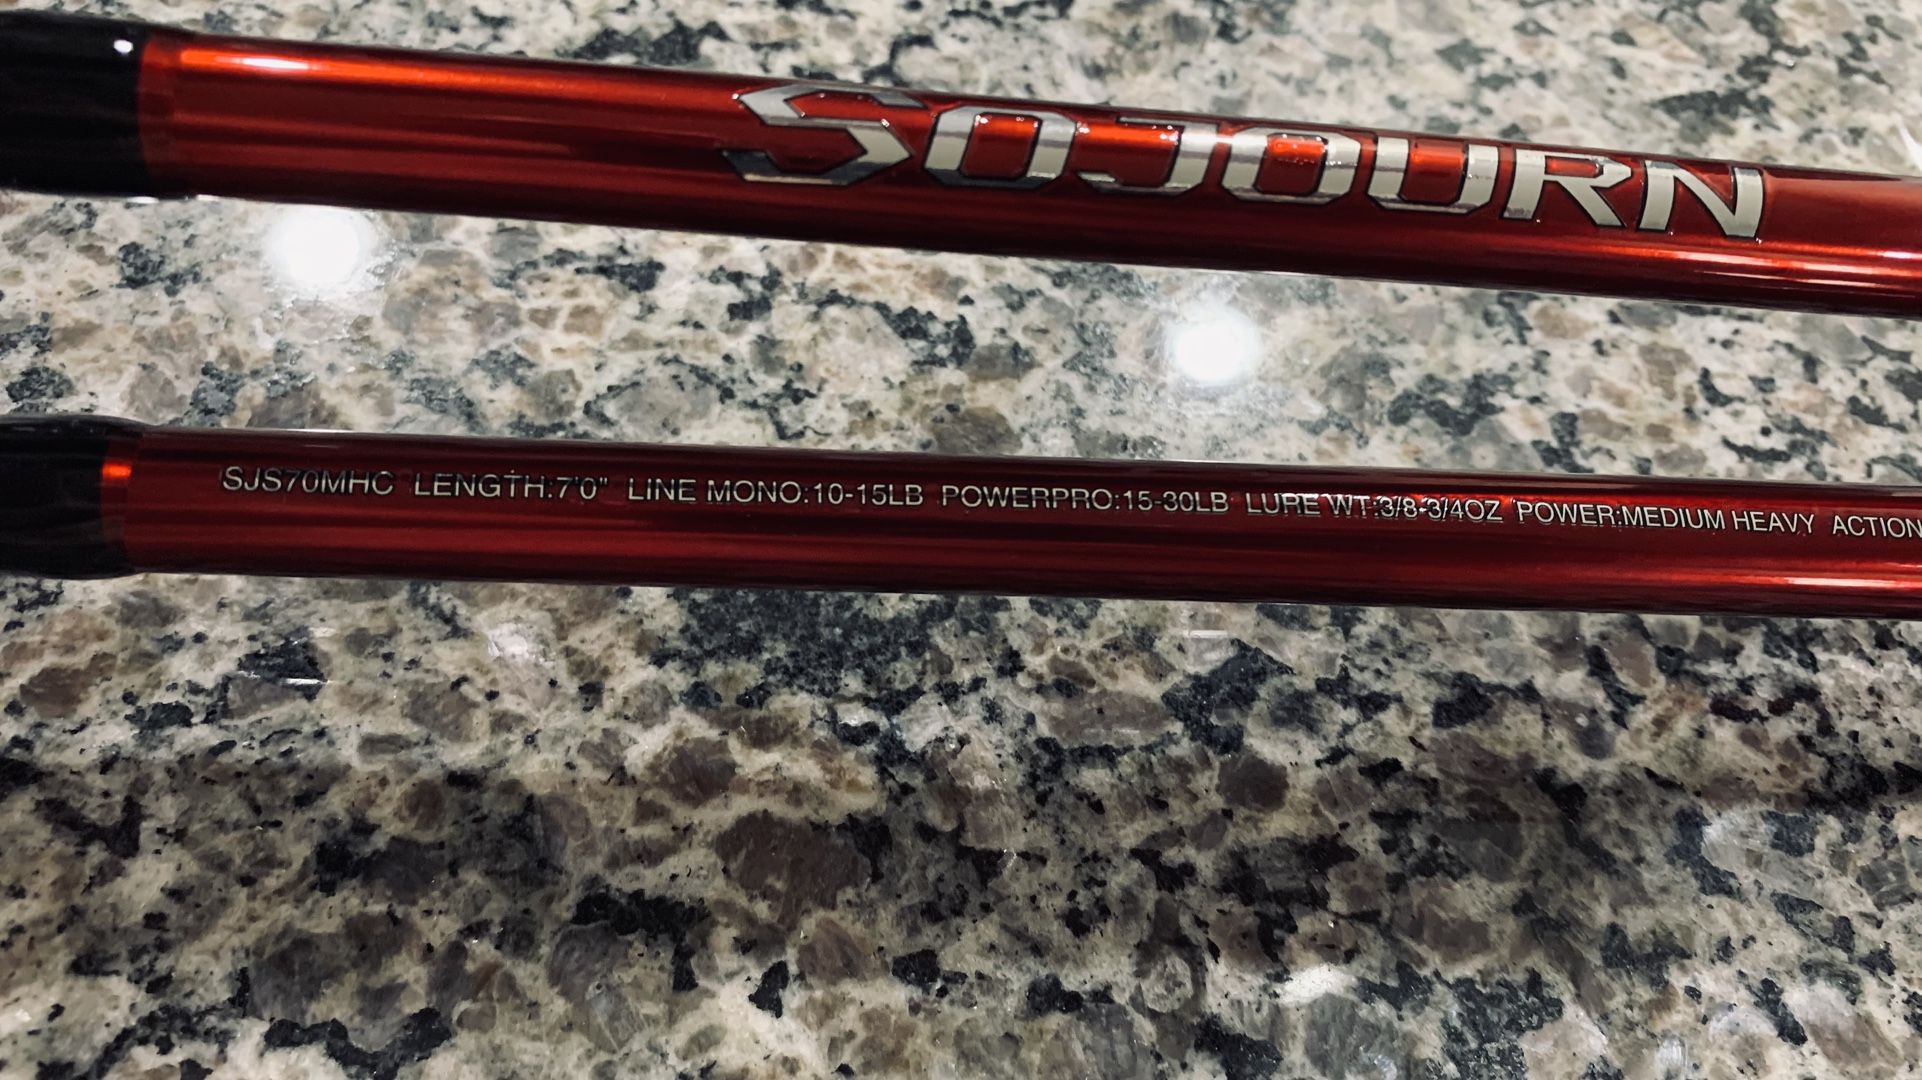 SOJOURN
SJS70MHC LENGTH:7'0" LINE MONO:10-15LB POWERPRO:15-30LB LURE WT:3/8-3/4OZ POWER:MEDIUM HEAVY ACTION